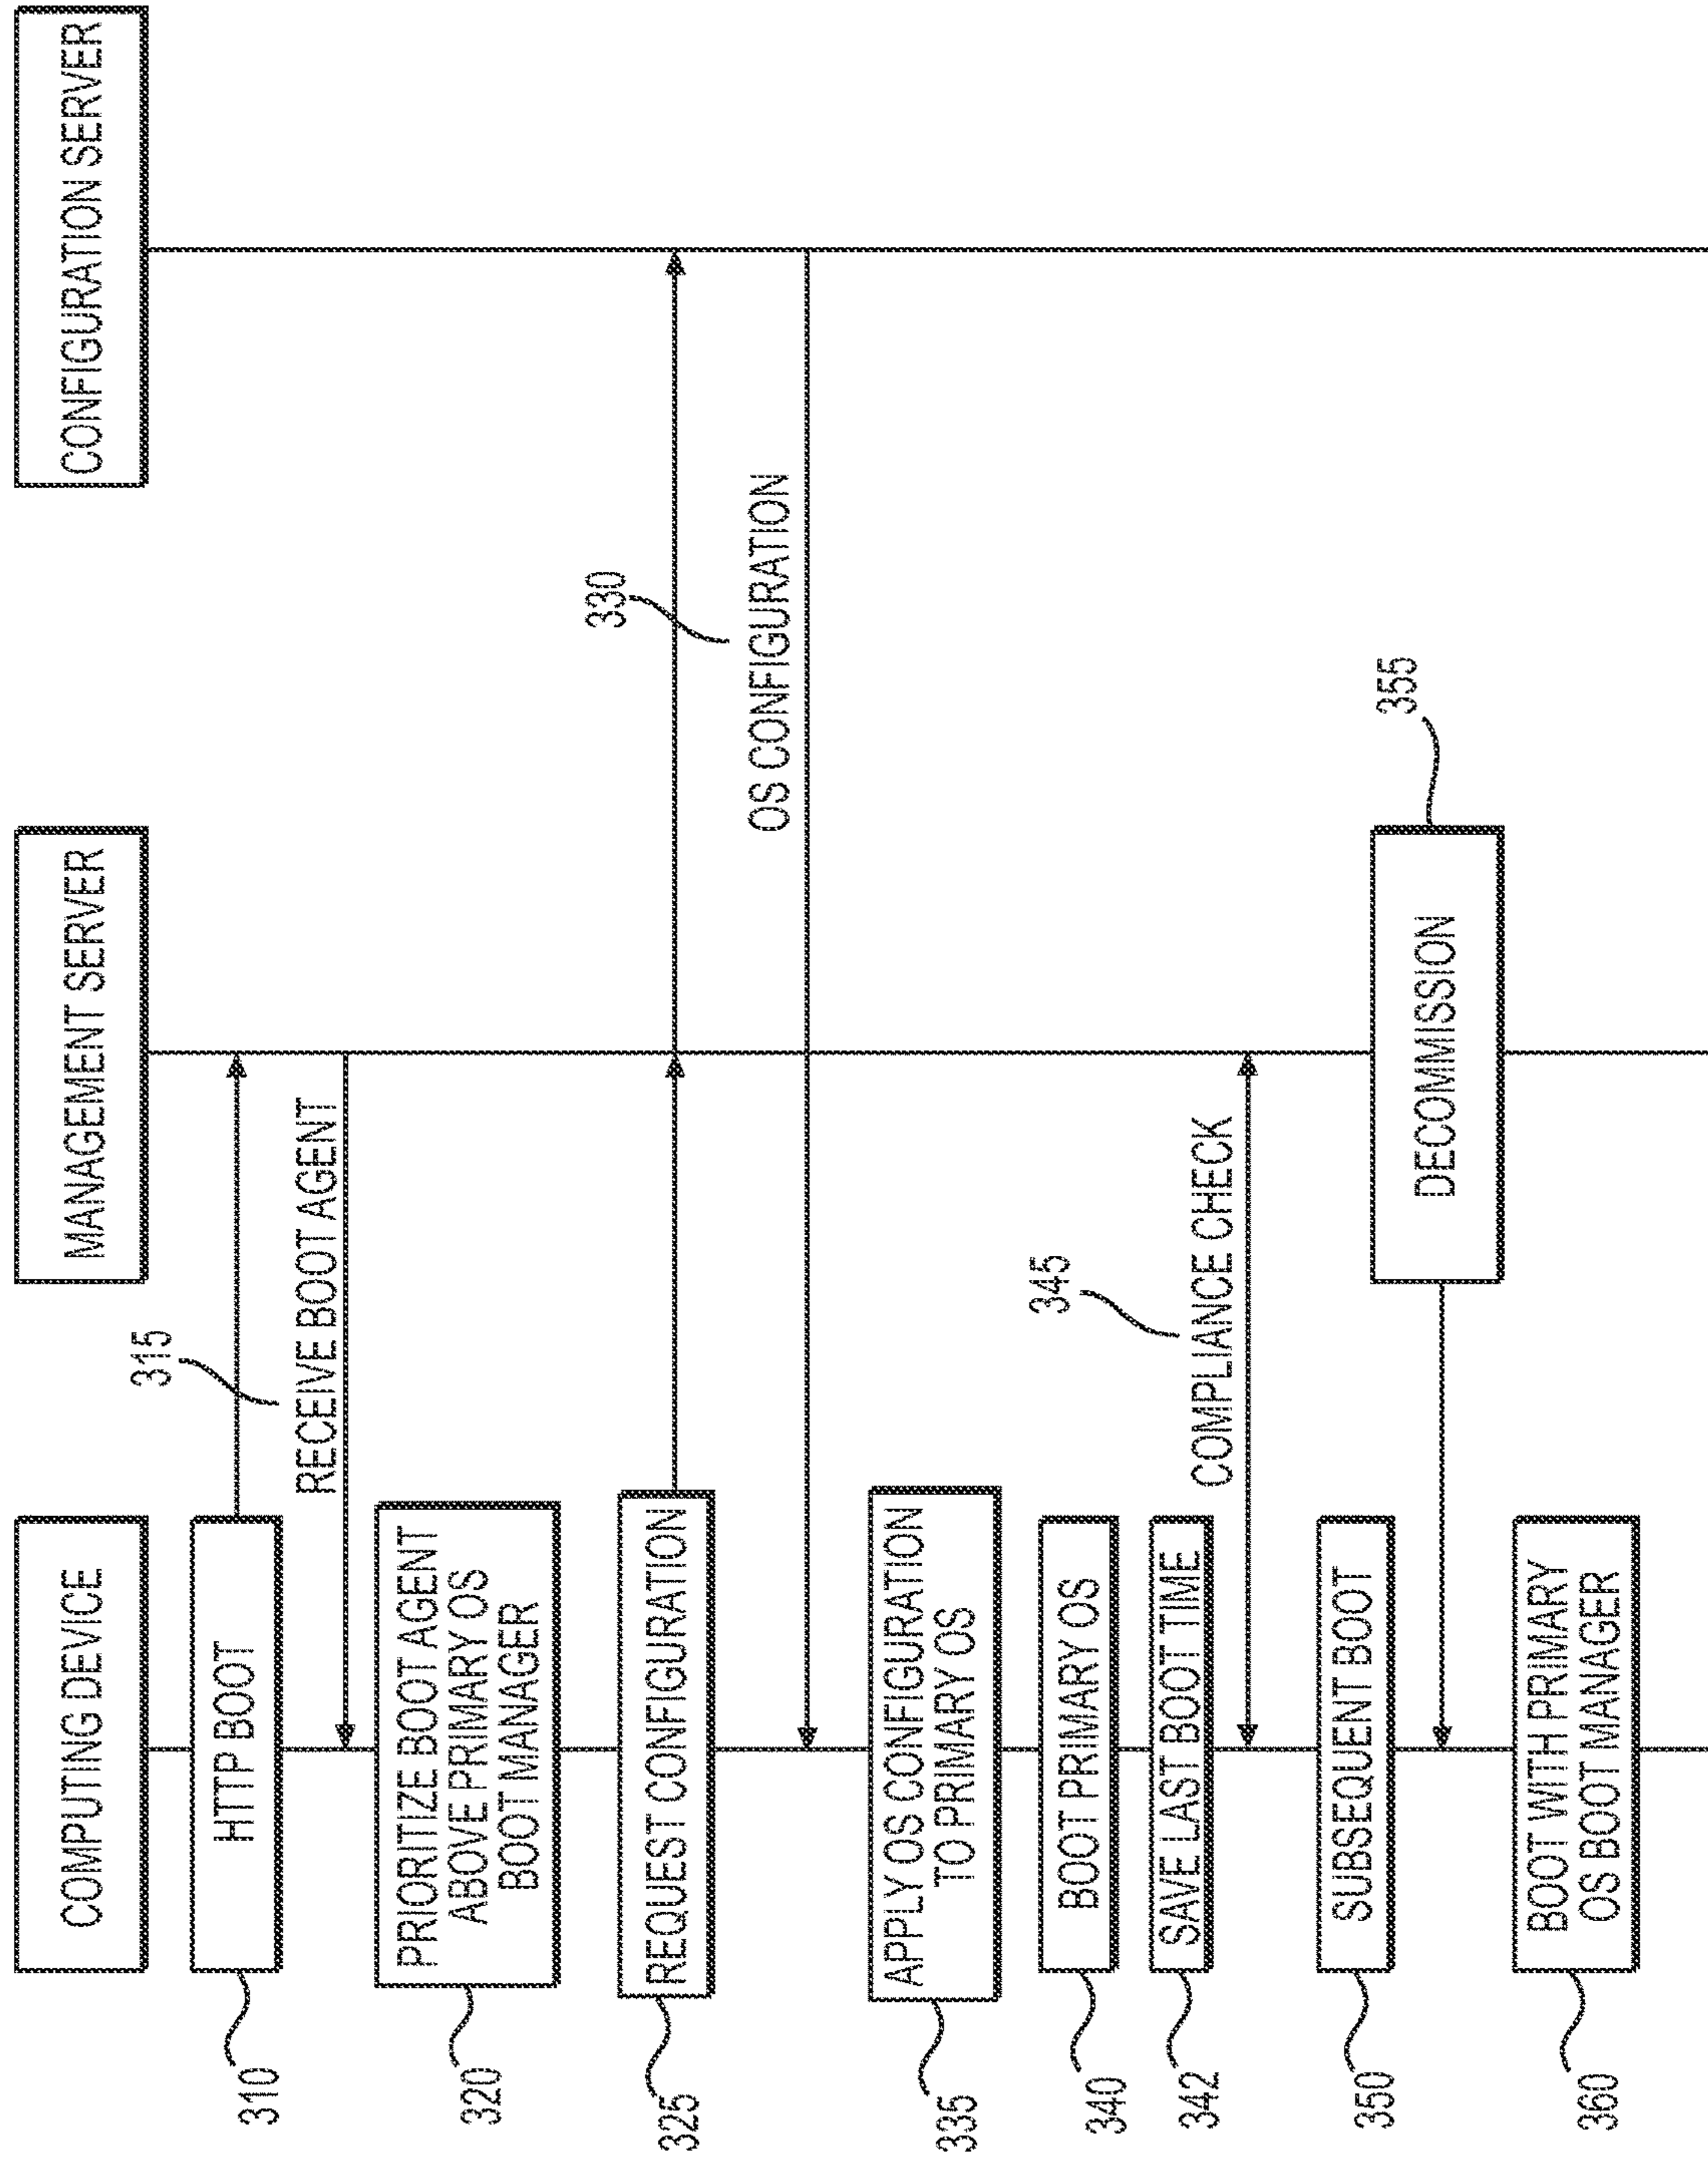 COMPUTING DEVICE
MANAGEMENT SERVER
CONFIGURATION SERVER
310
HTTP BOOT
315
RECEIVE BOOT AGENT
320
PRIORITIZE BOOT AGENT
ABOVE PRIMARY OS
BOOT MANAGER
325
REQUEST CONFIGURATION
330
OS CONFIGURATION
335
APPLY OS CONFIGURATION
TO PRIMARY OS
340
BOOT PRIMARY OS
342
SAVE LAST BOOT TIME
345
COMPLIANCE CHECK
350
SUBSEQUENT BOOT
355
DECOMMISSION
360
BOOT WITH PRIMARY
OS BOOT MANAGER